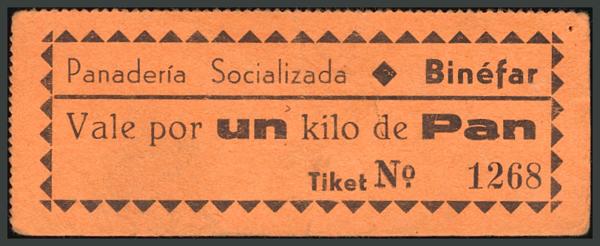 Panadería Socializada ◆ Binéfar
Vale por un kilo de Pan
Tiket Nº 1268